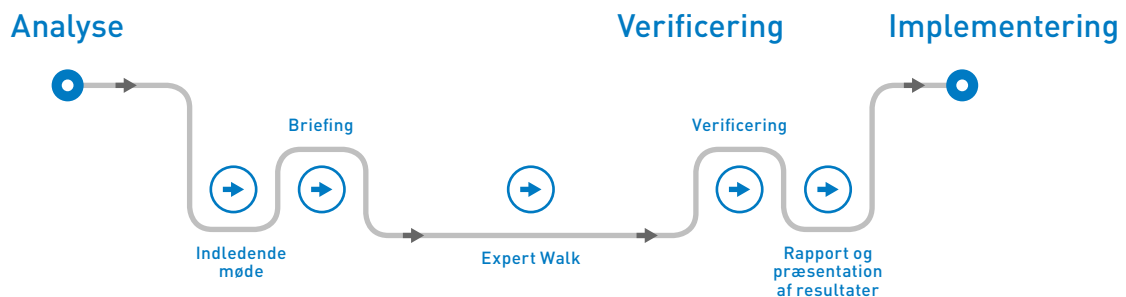 Analyse
Verificering
Implementering
Briefing
Verificering
Indledende
møde
Expert Walk
Rapport og
præsentation
af resultater